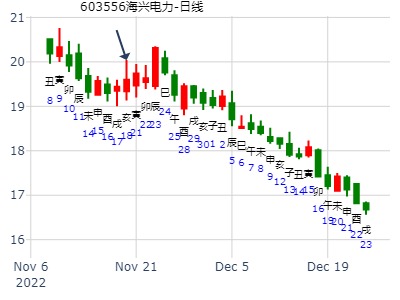 603556海兴电力-日线
21
20
19
18
17
16
丑 寅 卯 辰 未 申 酉 戌 亥 寅 卯 辰 巳 午 酉 戌 亥 子 丑 辰 巳 午 未 申 亥 子 丑 寅 卯 午 未 申 酉 戌
8 9 10 11 14 15 16 17 18 21 22 23 24 25 28 29 30 1 2 5 6 7 8 9 12 13 14 15 16 19 20 21 22 23
Nov 6 Nov 21 Dec 5 Dec 19
2022